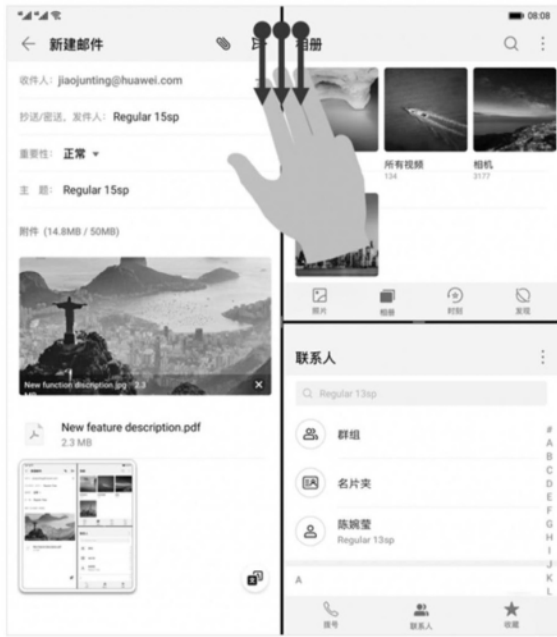 08:08
新建邮件
收件人: jiaojunting@huawei.com
抄送/密送，发件人: Regular 15sp
重要性: 正常
主 题: Regular 15sp
附件 (14.8MB / 50MB)
New function discription.jpg 2.3
MB
New feature description.pdf
2.3 MB
相册
所有视频
134
相机
3177
照片
相册
时刻
发现
联系人
Regular 13sp
群组
名片夹
陈婉莹
Regular 13sp
A
#
A
B
C
D
E
F
G
H
I
J
K
L
拨号
联系人
收藏